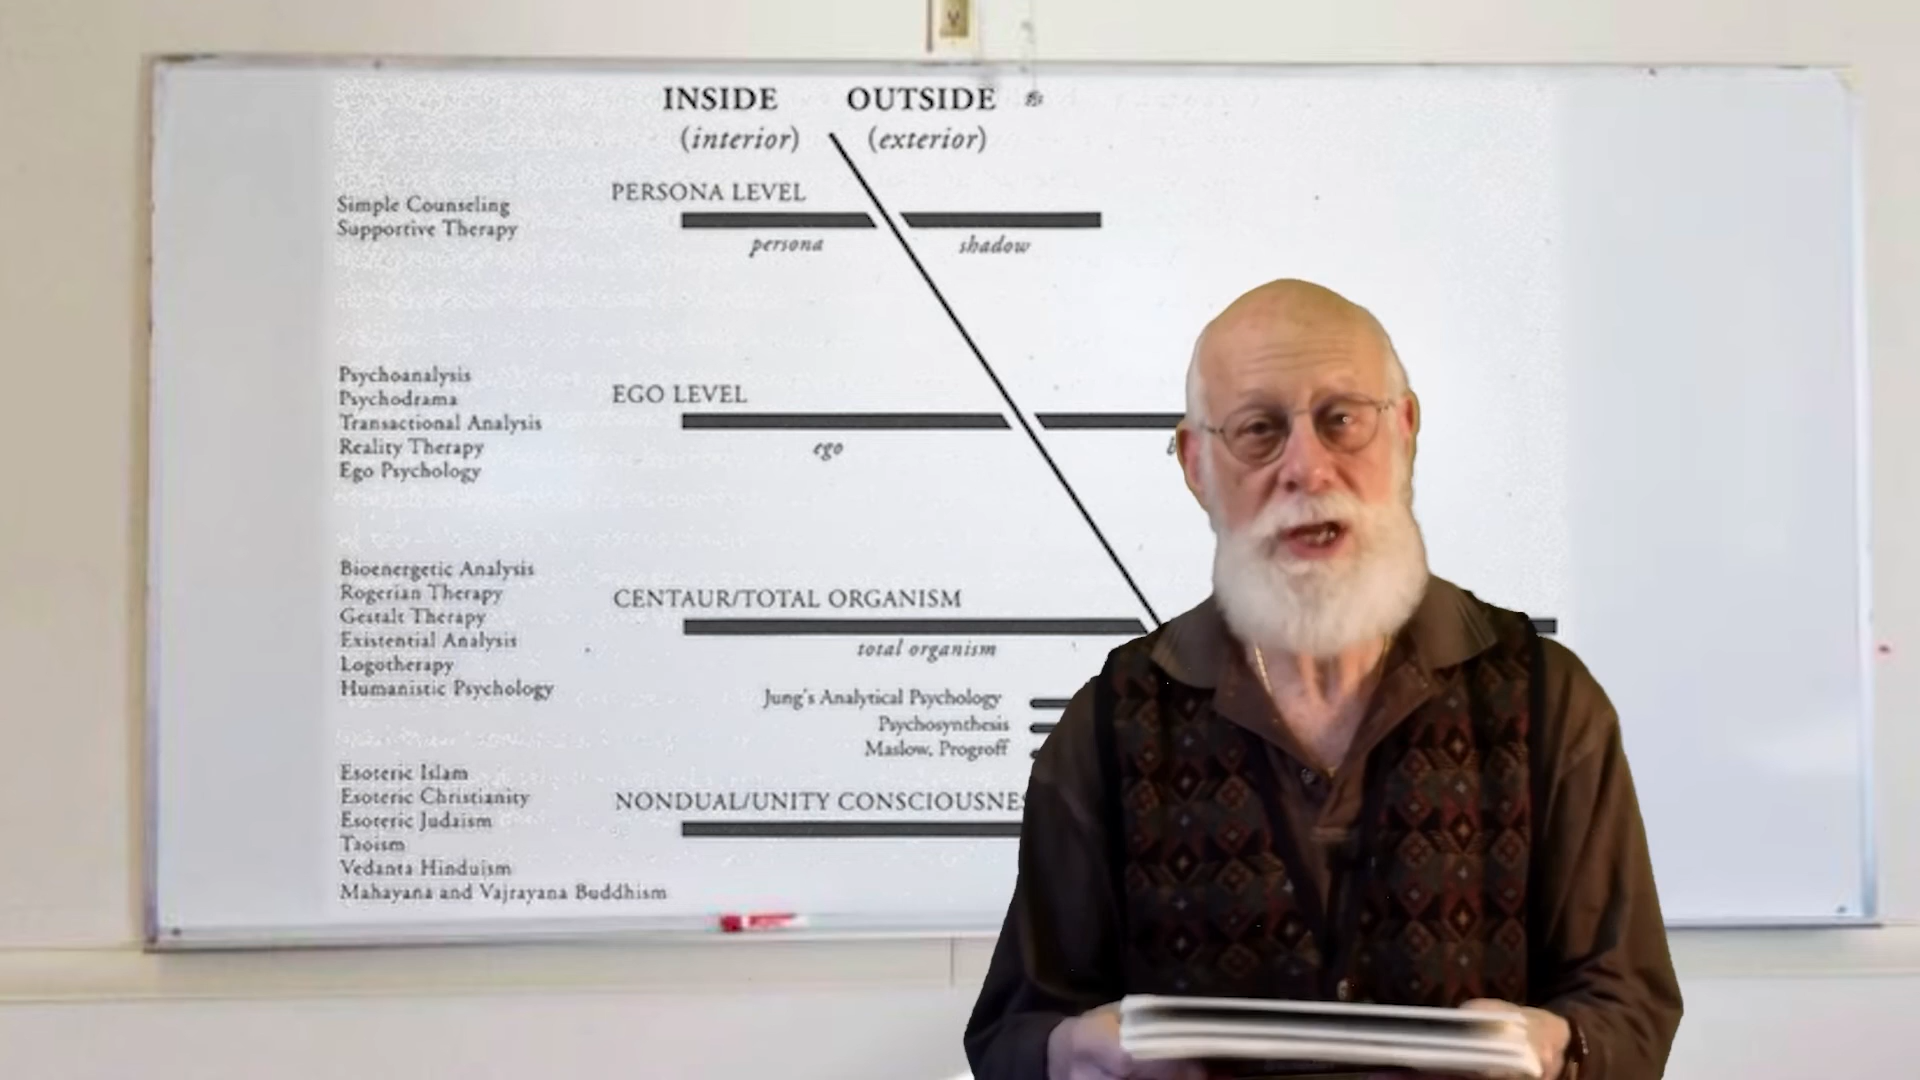 INSIDE OUTSIDE
(interior) (exterior)
PERSONA LEVEL
Simple Counseling
Supportive Therapy
persona shadow
Psychoanalysis
Psychodrama
Transactional Analysis
Reality Therapy
Ego Psychology
EGO LEVEL
ego
Bioenergetic Analysis
Rogerian Therapy
Gestalt Therapy
Existential Analysis
Logotherapy
Humanistic Psychology
CENTAUR/TOTAL ORGANISM
total organism
Jung's Analytical Psychology
Psychosynthesis
Maslow, Progroff
Esoteric Islam
Esoteric Christianity
Esoteric Judaism
Taoism
Vedanta Hinduism
Mahayana and Vajrayana Buddhism
NONDUAL/UNITY